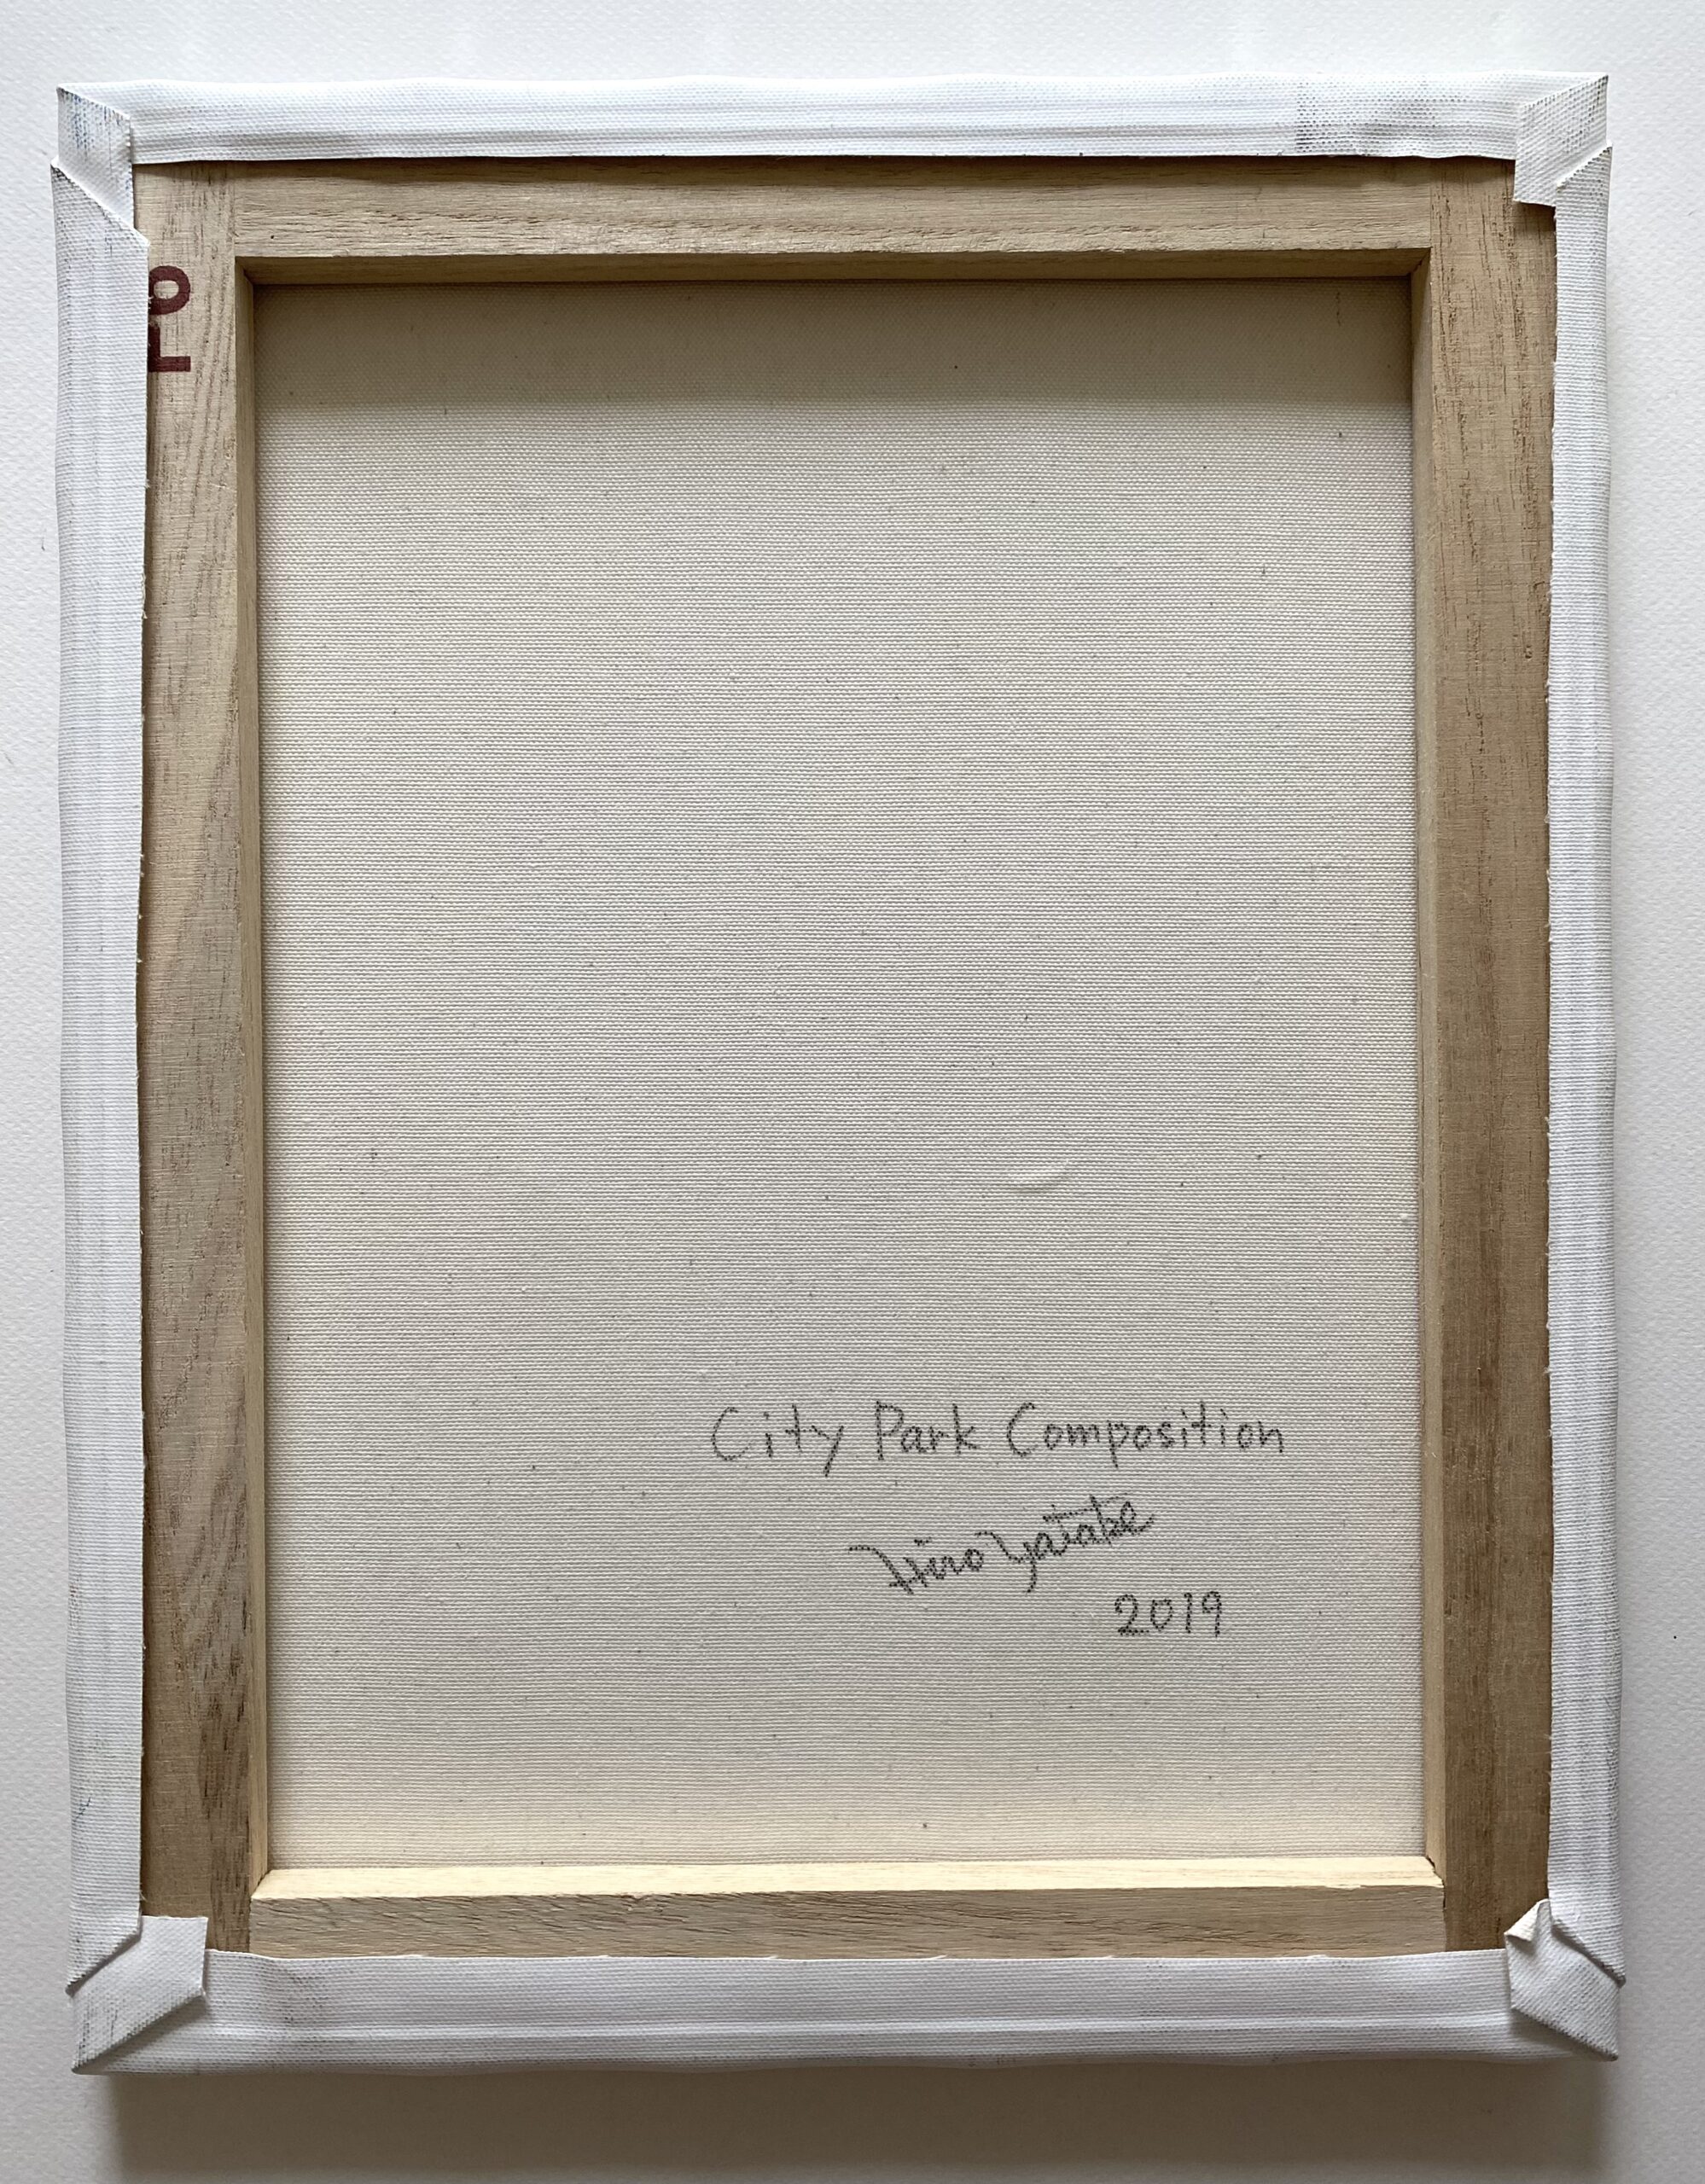 City Park Composition
Hiro Yatabe
2019